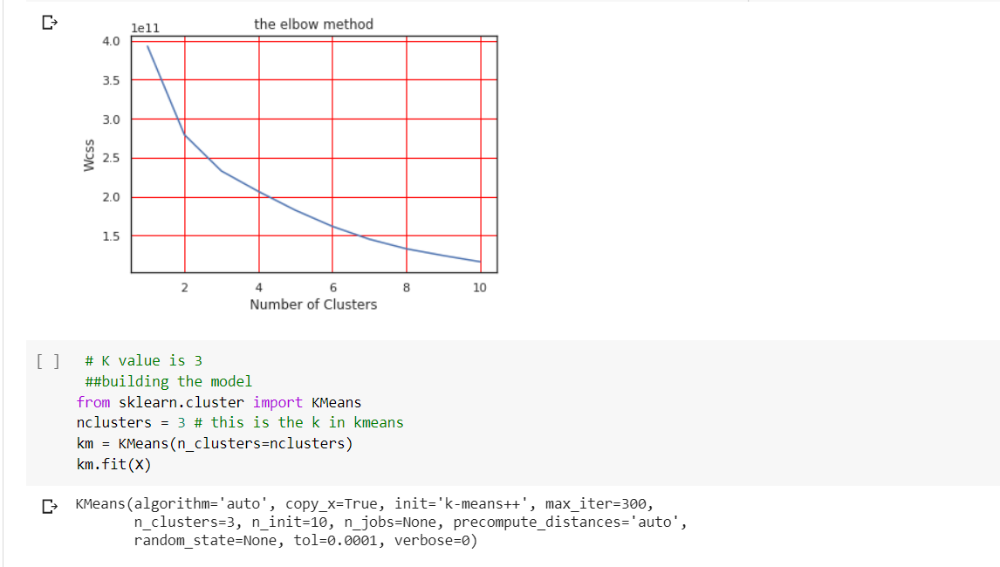 the elbow method
1e11
4.0
3.5
3.0
2.5
2.0
1.5
Wcss
2 4 6 8 10
Number of Clusters
[ ] # K value is 3
##building the model
from sklearn.cluster import KMeans
nclusters = 3 # this is the k in kmeans
km = KMeans(n_clusters=nclusters)
km.fit(X)
KMeans(algorithm='auto', copy_x=True, init='k-means++', max_iter=300,
n_clusters=3, n_init=10, n_jobs=None, precompute_distances='auto',
random_state=None, tol=0.0001, verbose=0)